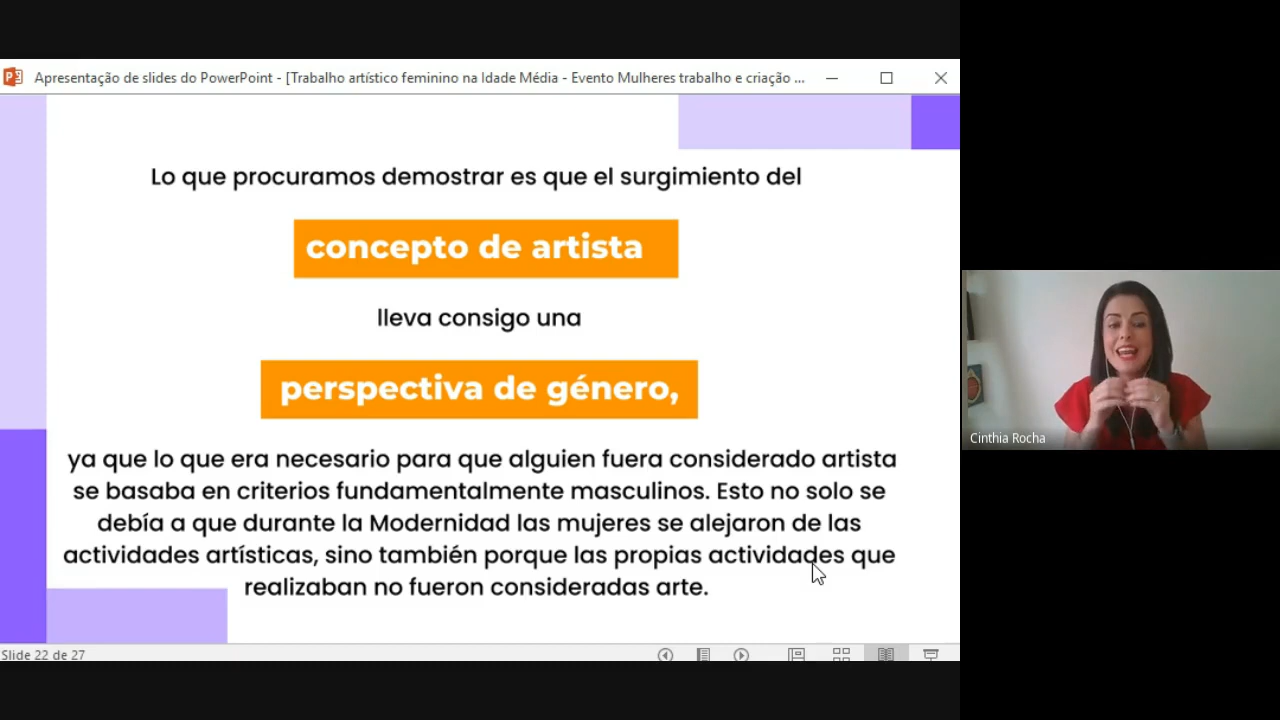 Apresentação de slides do PowerPoint - [Trabalho artístico feminino na Idade Média - Evento Mulheres trabalho e criação ...
Lo que procuramos demostrar es que el surgimiento del
concepto de artista
lleva consigo una
perspectiva de género,
ya que lo que era necesario para que alguien fuera considerado artista
se basaba en criterios fundamentalmente masculinos. Esto no solo se
debía a que durante la Modernidad las mujeres se alejaron de las
actividades artísticas, sino también porque las propias actividades que
realizaban no fueron consideradas arte.
Slide 22 de 27
Cinthia Rocha